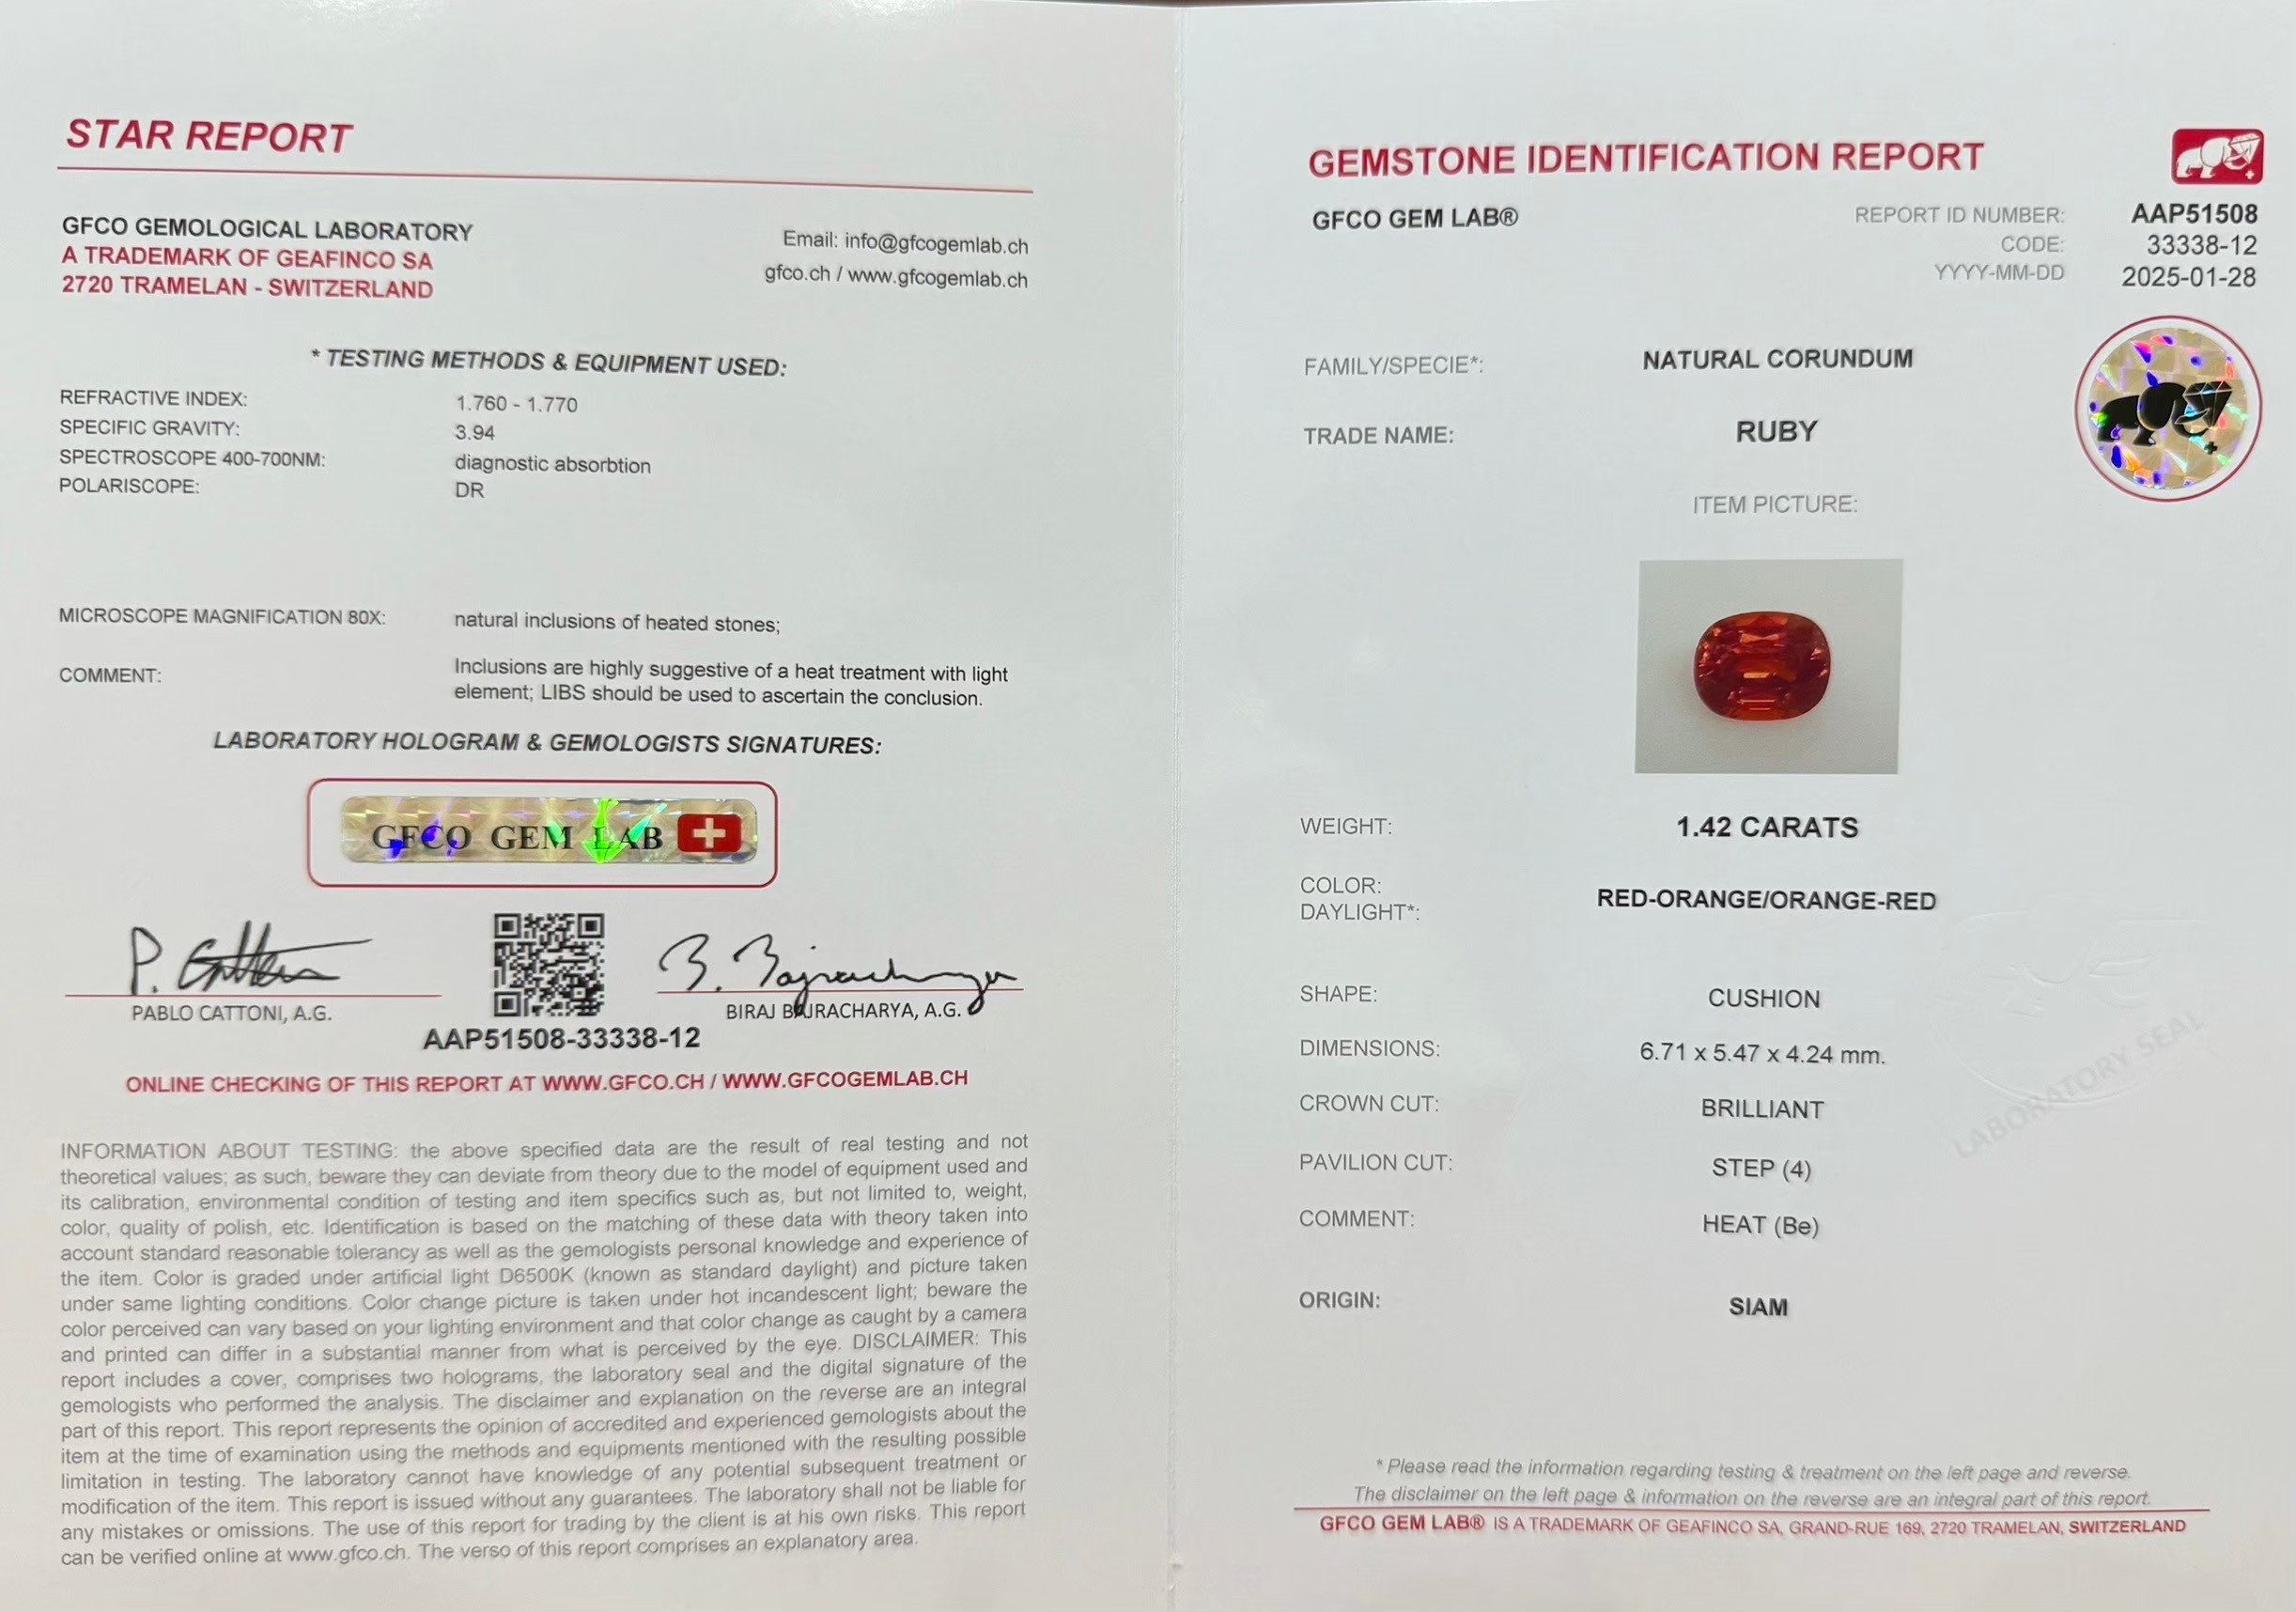 STAR REPORT
GFCO GEMOLOGICAL LABORATORY
A TRADEMARK OF GEAFINCO SA
2720 TRAMELAN - SWITZERLAND
Email: info@gfcogemlab.ch
gfco.ch / www.gfcogemlab.ch
* TESTING METHODS & EQUIPMENT USED:
REFRACTIVE INDEX: 1.760 - 1.770
SPECIFIC GRAVITY: 3.94
SPECTROSCOPE 400-700NM: diagnostic absorbtion
POLARISCOPE: DR
MICROSCOPE MAGNIFICATION 80X: natural inclusions of heated stones;
COMMENT: Inclusions are highly suggestive of a heat treatment with light
element; LIBS should be used to ascertain the conclusion.
LABORATORY HOLOGRAM & GEMOLOGISTS SIGNATURES:
GFCO GEM LAB
P. Cattoni
B. Bajracharya
PABLO CATTONI, A.G.
BIRAJ BAJRACHARYA, A.G.
AAP51508-33338-12
ONLINE CHECKING OF THIS REPORT AT WWW.GFCO.CH / WWW.GFCOGEMLAB.CH
INFORMATION ABOUT TESTING: the above specified data are the result of real testing and not
theoretical values; as such, beware they can deviate from theory due to the model of equipment used and
its calibration, environmental condition of testing and item specifics such as, but not limited to, weight,
color, quality of polish, etc. Identification is based on the matching of these data with theory taken into
account standard reasonable tolerancy as well as the gemologists personal knowledge and experience of
the item. Color is graded under artificial light D6500K (known as standard daylight) and picture taken
under same lighting conditions. Color change picture is taken under hot incandescent light; beware the
color perceived can vary based on your lighting environment and that color change as caught by a camera
and printed can differ in a substantial manner from what is perceived by the eye. DISCLAIMER: This
report includes a cover, comprises two holograms, the laboratory seal and the digital signature of the
gemologists who performed the analysis. The disclaimer and explanation on the reverse are an integral
part of this report. This report represents the opinion of accredited and experienced gemologists about the
item at the time of examination using the methods and equipments mentioned with the resulting possible
limitation in testing. The laboratory cannot have knowledge of any potential subsequent treatment or
modification of the item. This report is issued without any guarantees. The laboratory shall not be liable for
any mistakes or omissions. The use of this report for trading by the client is at his own risks. This report
can be verified online at www.gfco.ch. The verso of this report comprises an explanatory area.
GEMSTONE IDENTIFICATION REPORT
GFCO GEM LAB®
REPORT ID NUMBER: AAP51508
CODE: 33338-12
YYYY-MM-DD 2025-01-28
FAMILY/SPECIE*: NATURAL CORUNDUM
TRADE NAME: RUBY
ITEM PICTURE:
WEIGHT: 1.42 CARATS
COLOR:
DAYLIGHT*: RED-ORANGE/ORANGE-RED
SHAPE: CUSHION
DIMENSIONS: 6.71 x 5.47 x 4.24 mm.
CROWN CUT: BRILLIANT
PAVILION CUT: STEP (4)
COMMENT: HEAT (Be)
ORIGIN: SIAM
LABORATORY SEAL
* Please read the information regarding testing & treatment on the left page and reverse.
The disclaimer on the left page & information on the reverse are an integral part of this report.
GFCO GEM LAB® IS A TRADEMARK OF GEAFINCO SA, GRAND-RUE 169, 2720 TRAMELAN, SWITZERLAND